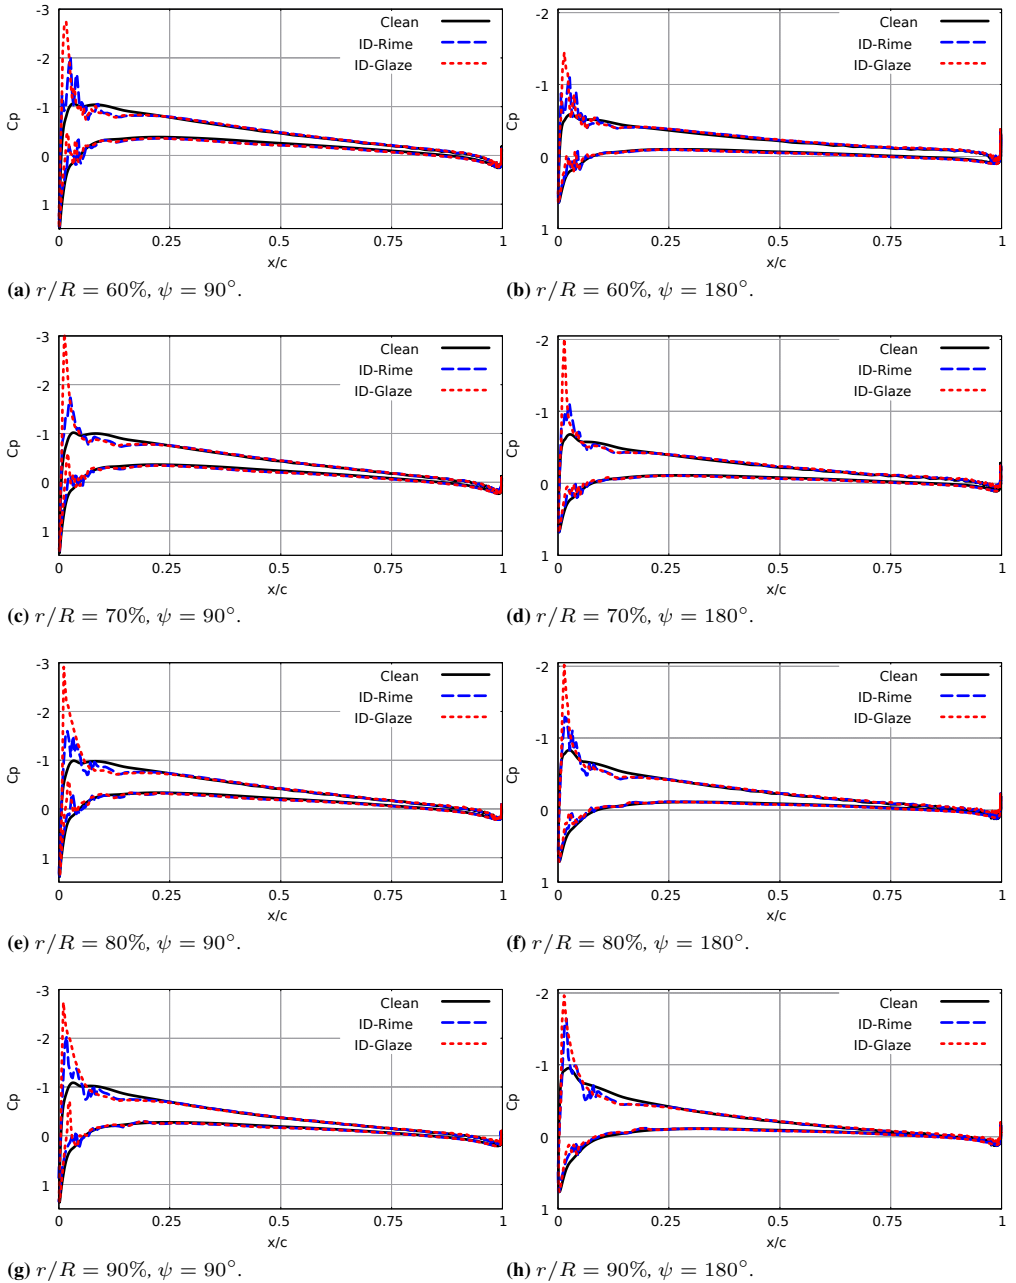 -3
-2
-1
0
1
Cp
Clean
ID-Rime
ID-Glaze
0
0.25
0.5
0.75
1
x/c
(a) r/R = 60%, ψ = 90°.
-2
-1
0
1
Cp
Clean
ID-Rime
ID-Glaze
0
0.25
0.5
0.75
1
x/c
(b) r/R = 60%, ψ = 180°.
-3
-2
-1
0
1
Cp
Clean
ID-Rime
ID-Glaze
0
0.25
0.5
0.75
1
x/c
(c) r/R = 70%, ψ = 90°.
-2
-1
0
1
Cp
Clean
ID-Rime
ID-Glaze
0
0.25
0.5
0.75
1
x/c
(d) r/R = 70%, ψ = 180°.
-3
-2
-1
0
1
Cp
Clean
ID-Rime
ID-Glaze
0
0.25
0.5
0.75
1
x/c
(e) r/R = 80%, ψ = 90°.
-2
-1
0
1
Cp
Clean
ID-Rime
ID-Glaze
0
0.25
0.5
0.75
1
x/c
(f) r/R = 80%, ψ = 180°.
-3
-2
-1
0
1
Cp
Clean
ID-Rime
ID-Glaze
0
0.25
0.5
0.75
1
x/c
(g) r/R = 90%, ψ = 90°.
-2
-1
0
1
Cp
Clean
ID-Rime
ID-Glaze
0
0.25
0.5
0.75
1
x/c
(h) r/R = 90%, ψ = 180°.